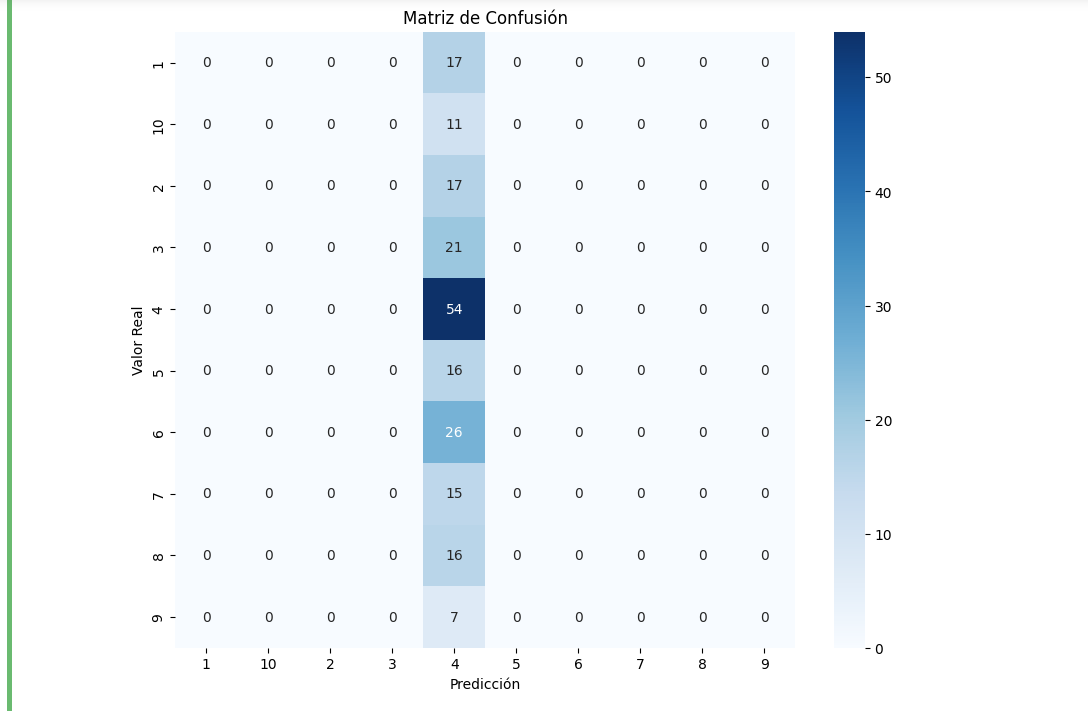 Matriz de Confusión
1 0 0 0 0 17 0 0 0 0 0
10 0 0 0 0 11 0 0 0 0 0
2 0 0 0 0 17 0 0 0 0 0
3 0 0 0 0 21 0 0 0 0 0
4 0 0 0 0 54 0 0 0 0 0
5 0 0 0 0 16 0 0 0 0 0
6 0 0 0 0 26 0 0 0 0 0
7 0 0 0 0 15 0 0 0 0 0
8 0 0 0 0 16 0 0 0 0 0
9 0 0 0 0 7 0 0 0 0 0
1 10 2 3 4 5 6 7 8 9
Predicción
Valor Real
50
40
30
20
10
0